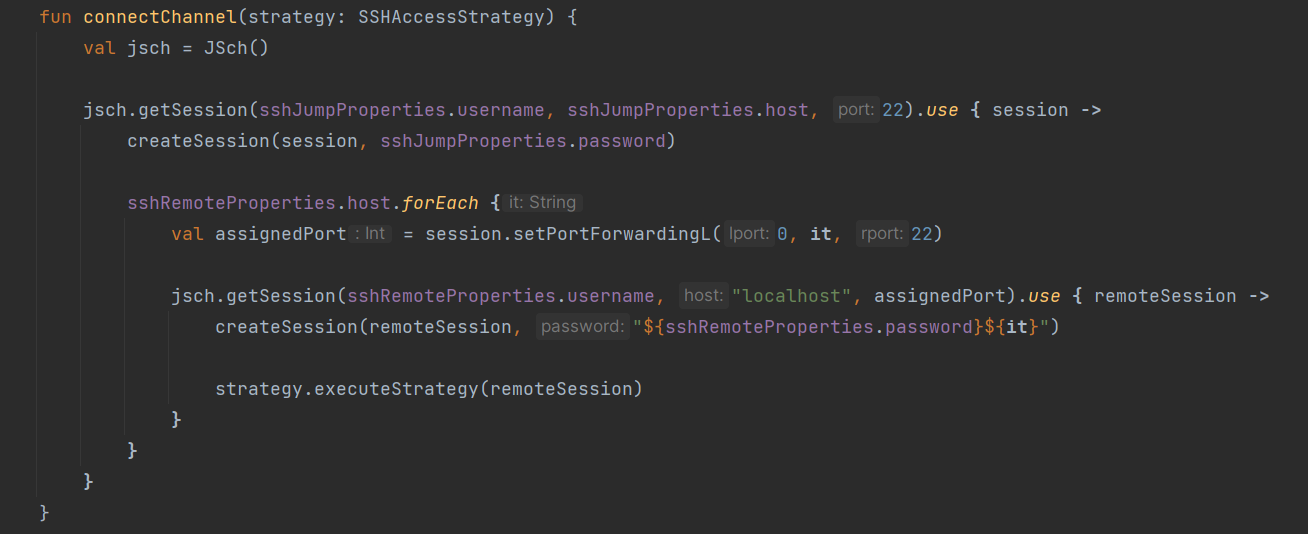 fun connectChannel(strategy: SSHAccessStrategy) {
val jsch = JSch()
jsch.getSession(sshJumpProperties.username, sshJumpProperties.host, port: 22).use { session ->
createSession(session, sshJumpProperties.password)
sshRemoteProperties.host.forEach { it: String
val assignedPort : Int = session.setPortForwardingL( lport: 0, it, rport: 22)
jsch.getSession(sshRemoteProperties.username, host: "localhost", assignedPort).use { remoteSession ->
createSession(remoteSession, password: "${sshRemoteProperties.password}${it}")
strategy.executeStrategy(remoteSession)
}
}
}
}